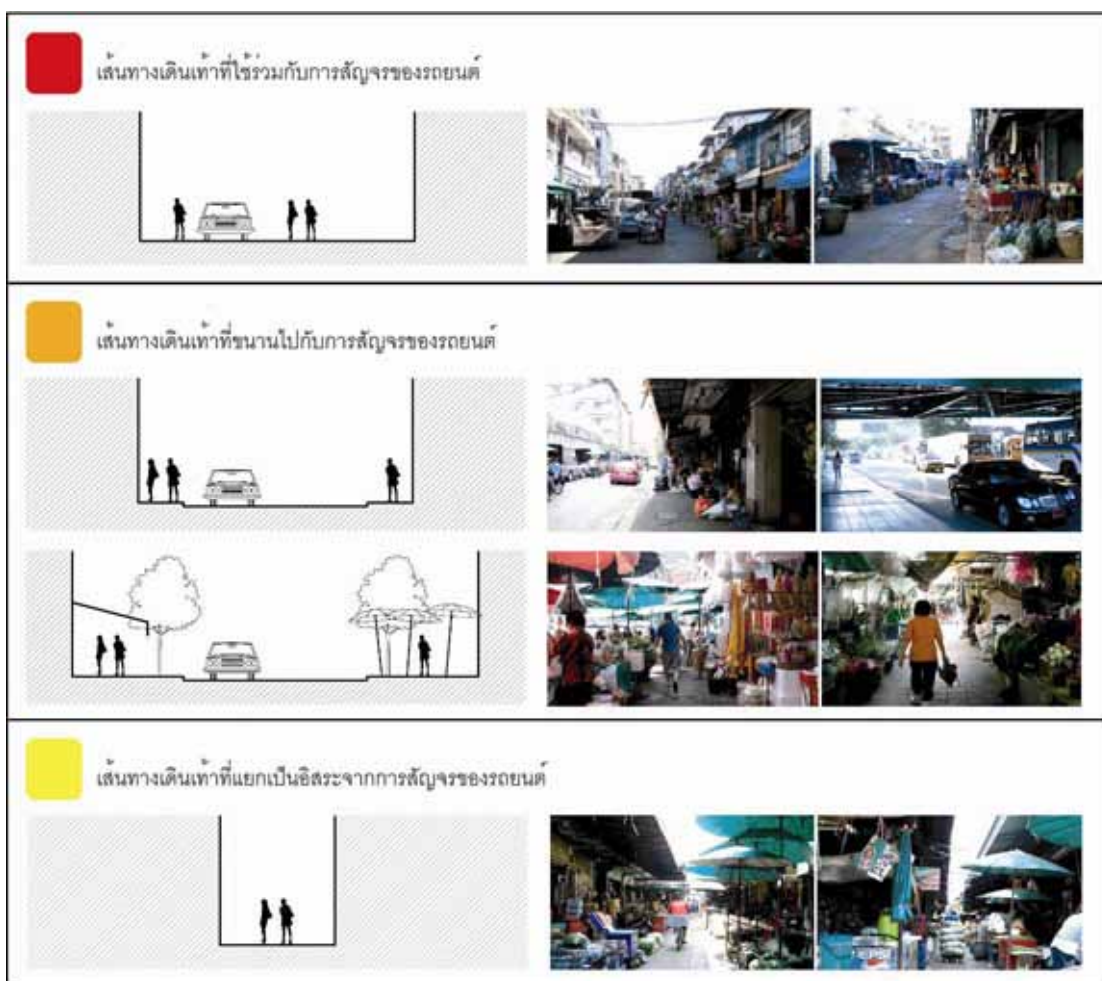 เส้นทางเดินเท้าที่ใช้ร่วมกับการสัญจรของรถยนต์
เส้นทางเดินเท้าที่ขนานไปกับการสัญจรของรถยนต์
เส้นทางเดินเท้าที่แยกเป็นอิสระจากการสัญจรของรถยนต์